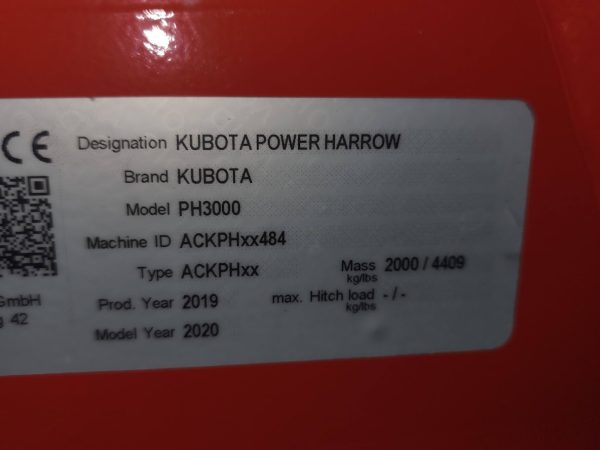 CE
Designation KUBOTA POWER HARROW
Brand KUBOTA
Model PH3000
Machine ID ACKPHxx484
Type ACKPHxx Mass 2000 / 4409
kg/lbs
Prod. Year 2019 max. Hitch load - / -
kg/lbs
GmbH
42
Model Year 2020